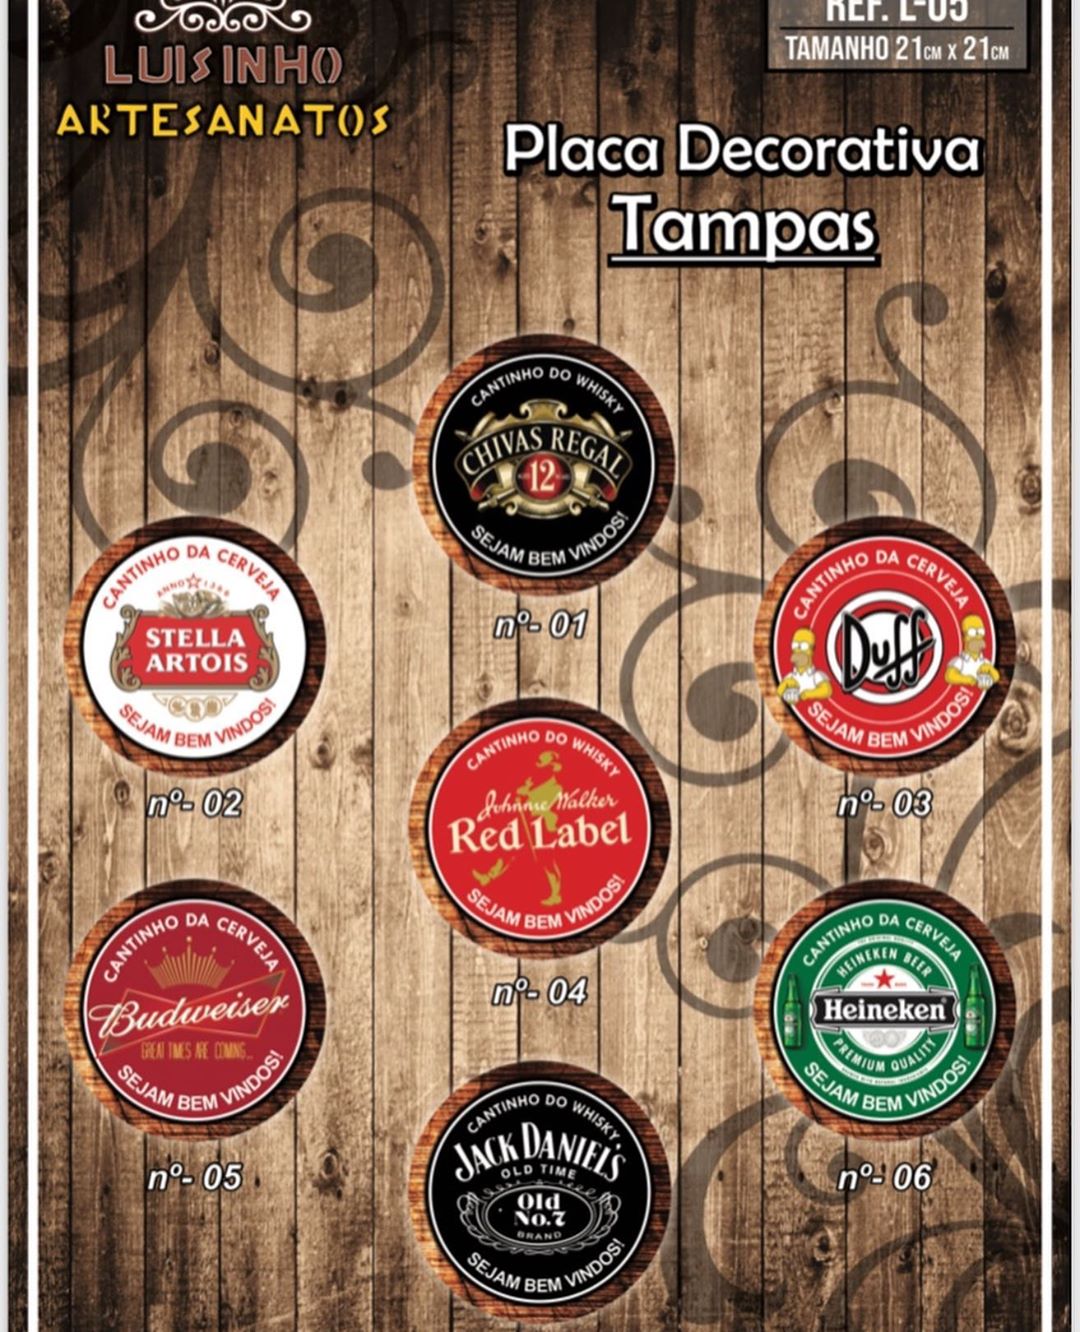 LUISINHO
ARTESANATOS
REF. L-05
TAMANHO 21CM X 21CM
Placa Decorativa
Tampas
CANTINHO DO WHISKY
CHIVAS REGAL
12
SEJAM BEM VINDOS!
nº- 01
CANTINHO DA CERVEJA
ANNO 1366
STELLA
ARTOIS
SEJAM BEM VINDOS!
nº- 02
CANTINHO DA CERVEJA
Duff
SEJAM BEM VINDOS!
nº- 03
CANTINHO DO WHISKY
Johnnie Walker
Red Label
SEJAM BEM VINDOS!
nº- 04
CANTINHO DA CERVEJA
Budweiser
GREAT TIMES ARE COMING...
SEJAM BEM VINDOS!
nº- 05
CANTINHO DA CERVEJA
HEINEKEN BEER
Heineken
PREMIUM QUALITY
SEJAM BEM VINDOS!
nº- 06
CANTINHO DO WHISKY
JACK DANIEL'S
OLD TIME
Old
No.7
BRAND
SEJAM BEM VINDOS!